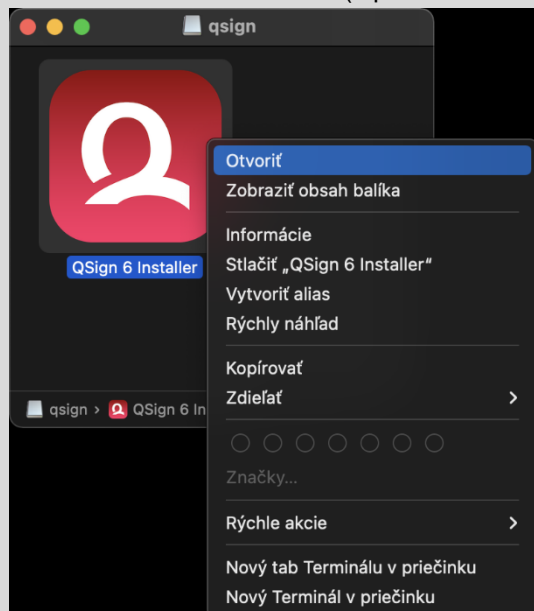 qsign
QSign 6 Installer
qsign › QSign 6 In
Otvoriť
Zobraziť obsah balíka
Informácie
Stlačiť „QSign 6 Installer“
Vytvoriť alias
Rýchly náhľad
Kopírovať
Zdieľať
Značky...
Rýchle akcie
Nový tab Terminálu v priečinku
Nový Terminál v priečinku